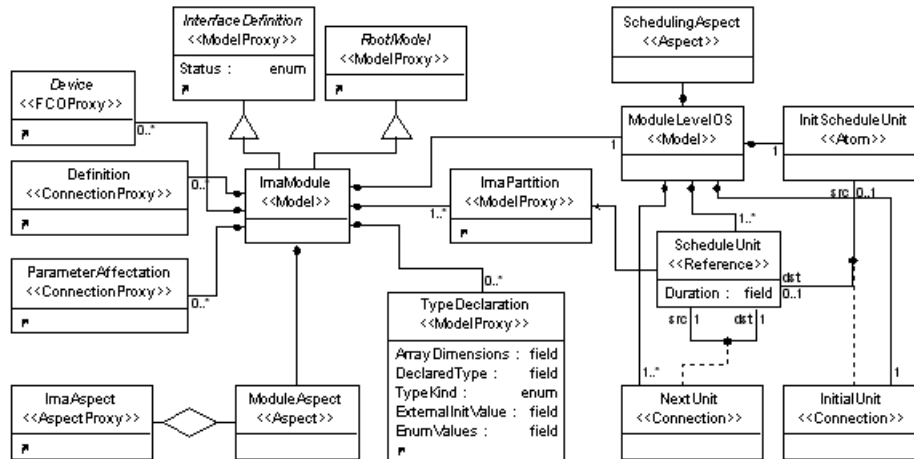 Interface Definition
<<ModelProxy>>
Status : enum
RootModel
<<ModelProxy>>
SchedulingAspect
<<Aspect>>
Device
<<FCOProxy>>
0..*
ModuleLevelOS
<<Model>>
1
InitScheduleUnit
<<Atom>>
1
src 0..1
Definition
<<ConnectionProxy>>
0..*
ImaModule
<<Model>>
ImaPartition
<<ModelProxy>>
1..*
1..*
ScheduleUnit
<<Reference>>
Duration : field
dst
0..1
src 1
dst 1
ParameterAffectation
<<ConnectionProxy>>
0..*
0..*
TypeDeclaration
<<ModelProxy>>
ArrayDimensions : field
DeclaredType : field
TypeKind : enum
ExternalInitValue : field
EnumValues : field
ImaAspect
<<AspectProxy>>
ModuleAspect
<<Aspect>>
1..*
NextUnit
<<Connection>>
1
InitialUnit
<<Connection>>